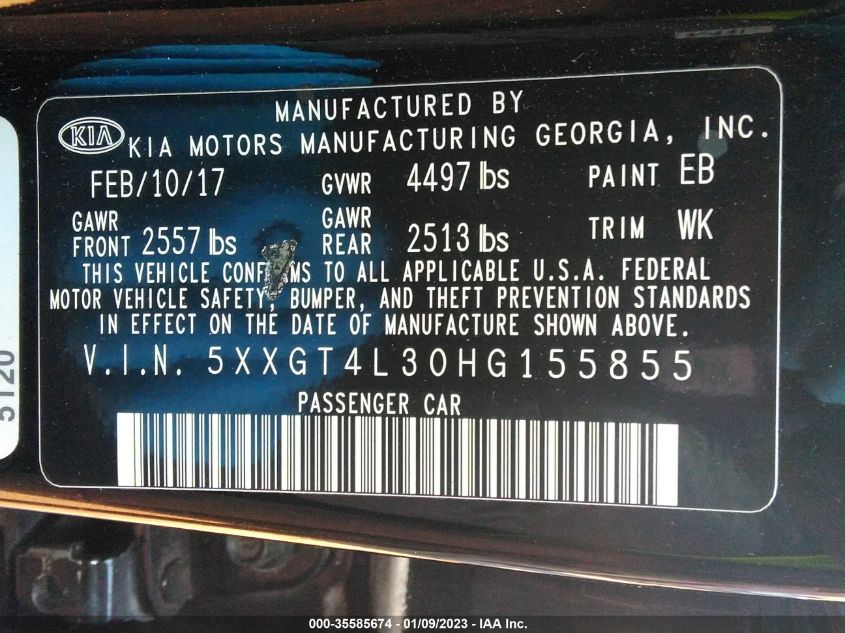 MANUFACTURED BY
KIA KIA MOTORS MANUFACTURING GEORGIA, INC.
FEB/10/17 GVWR 4497 lbs PAINT EB
GAWR FRONT 2557 lbs GAWR REAR 2513 lbs TRIM WK
THIS VEHICLE CONF MS TO ALL APPLICABLE U.S.A. FEDERAL
MOTOR VEHICLE SAFETY, BUMPER, AND THEFT PREVENTION STANDARDS
IN EFFECT ON THE DATE OF MANUFACTURE SHOWN ABOVE.
V.I.N. 5XXGT4L30HG155855
PASSENGER CAR
5120
000-35585674 - 01/09/2023 - IAA Inc.